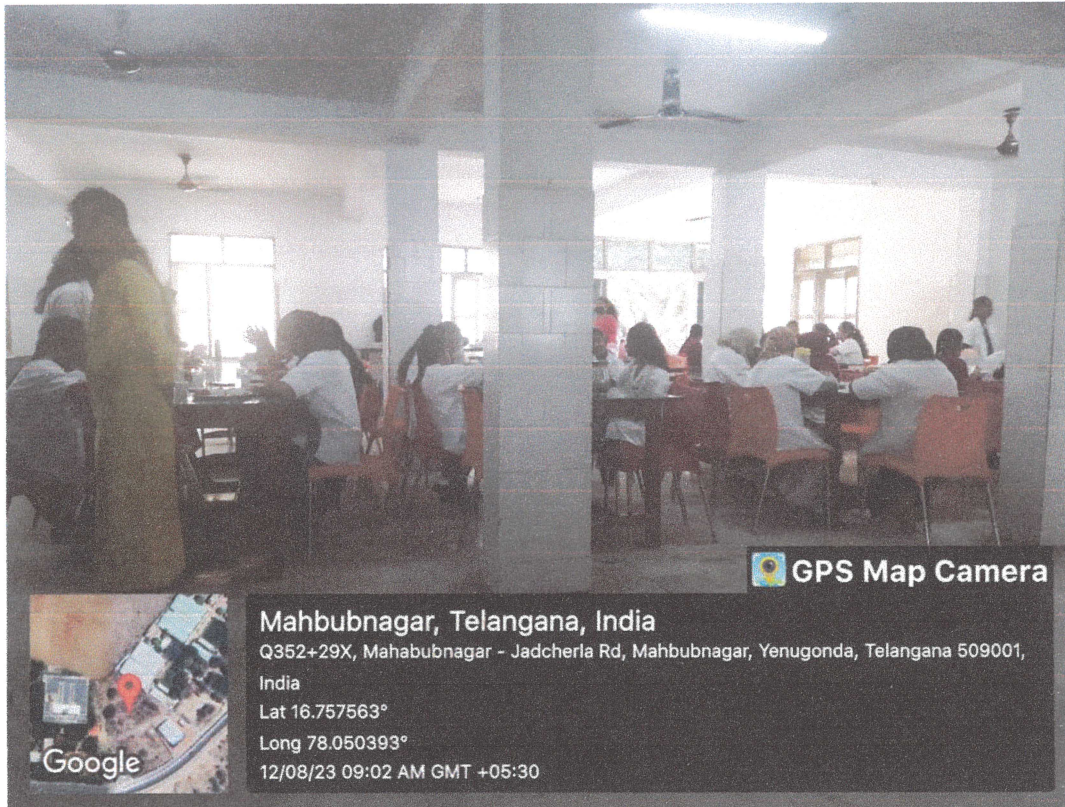 GPS Map Camera
Mahbubnagar, Telangana, India
Q352+29X, Mahabubnagar - Jadcherla Rd, Mahbubnagar, Yenugonda, Telangana 509001,
India
Lat 16.757563°
Long 78.050393°
12/08/23 09:02 AM GMT +05:30
Google